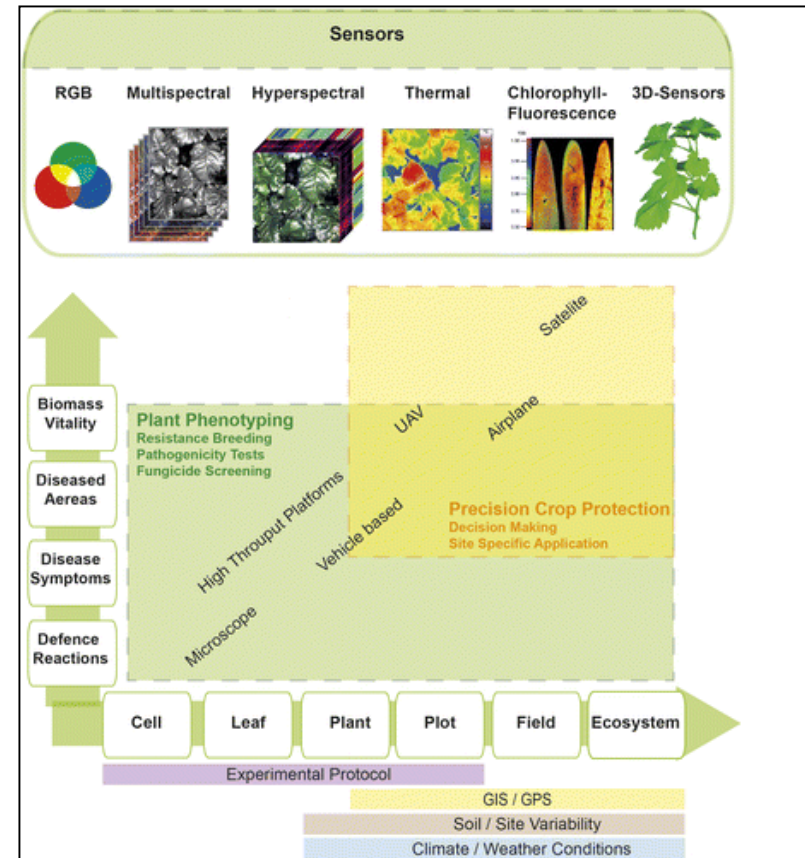 Sensors
RGB
Multispectral
Hyperspectral
Thermal
Chlorophyll-
Fluorescence
3D-Sensors
Satelite
UAV
Airplane
Biomass
Vitality
Plant Phenotyping
Resistance Breeding
Pathogenicity Tests
Fungicide Screening
Diseased
Aereas
High Throuput Platforms
Vehicle based
Precision Crop Protection
Decision Making
Site Specific Application
Disease
Symptoms
Defence
Reactions
Microscope
Cell
Leaf
Plant
Plot
Field
Ecosystem
Experimental Protocol
GIS / GPS
Soil / Site Variability
Climate / Weather Conditions